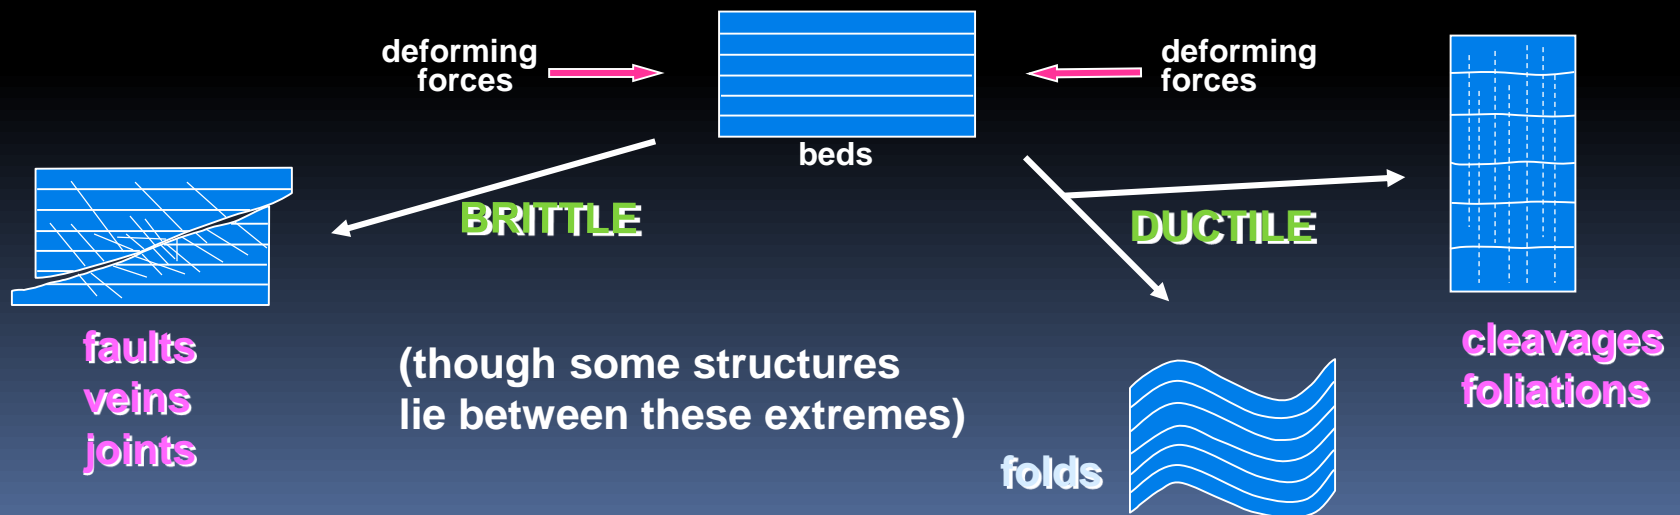 deforming
forces
deforming
forces
beds
BRITTLE
DUCTILE
faults
veins
joints
(though some structures
lie between these extremes)
folds
cleavages
foliations